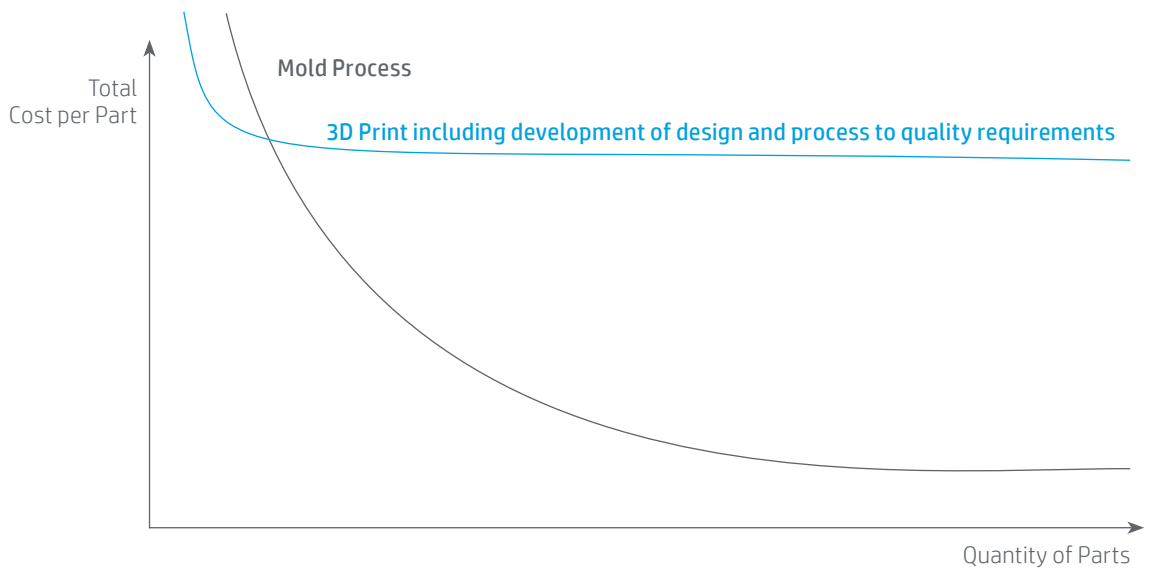 Mold Process
Total
Cost per Part
3D Print including development of design and process to quality requirements
Quantity of Parts